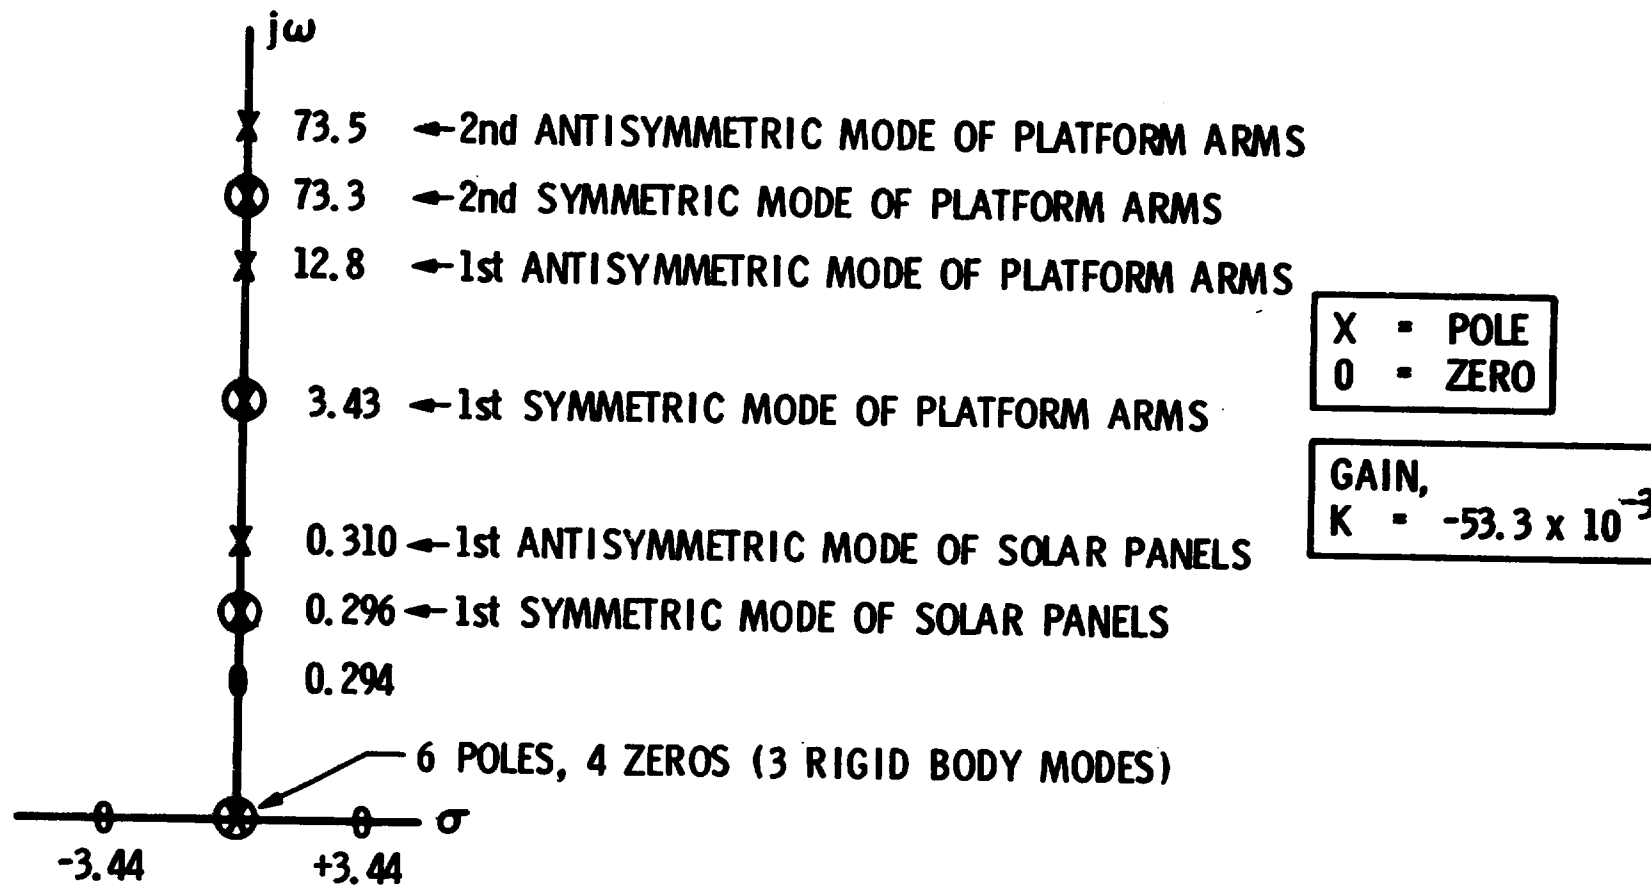 jω
73.5 ←2nd ANTISYMMETRIC MODE OF PLATFORM ARMS
73.3 ←2nd SYMMETRIC MODE OF PLATFORM ARMS
12.8 ←1st ANTISYMMETRIC MODE OF PLATFORM ARMS
X = POLE
0 = ZERO
3.43 ←1st SYMMETRIC MODE OF PLATFORM ARMS
GAIN,
K = -53.3 x 10⁻³
0.310 ←1st ANTISYMMETRIC MODE OF SOLAR PANELS
0.296 ←1st SYMMETRIC MODE OF SOLAR PANELS
0.294
6 POLES, 4 ZEROS (3 RIGID BODY MODES)
σ
-3.44 +3.44